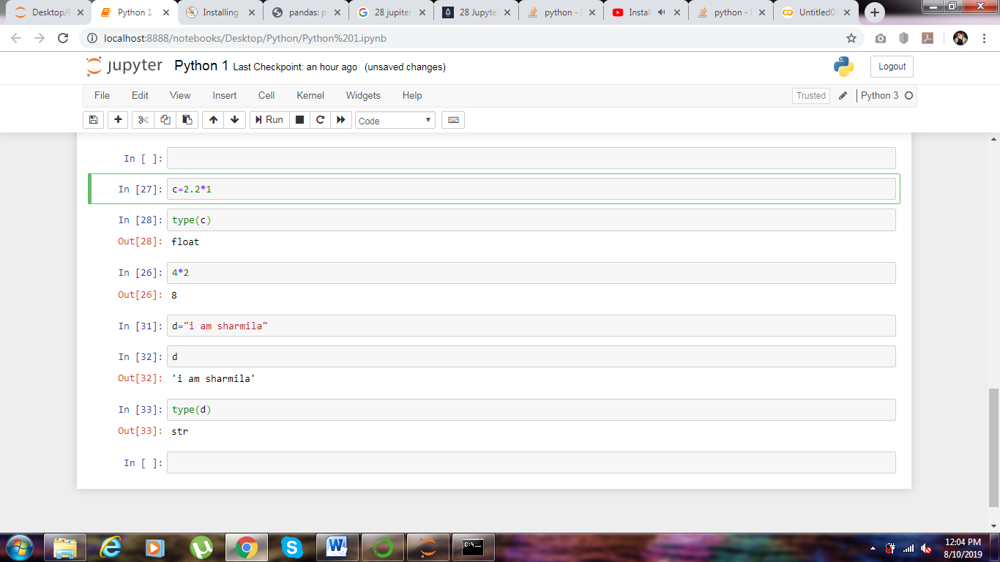 Desktop/P
Python 1
Installing
pandas: p
28 jupiter
28 Jupyte
python - I
Instal
python - I
Untitled0.
localhost:8888/notebooks/Desktop/Python/Python%201.ipynb
jupyter Python 1 Last Checkpoint: an hour ago (unsaved changes)
Logout
File Edit View Insert Cell Kernel Widgets Help
Trusted Python 3
Run Code
In [ ]:
In [27]: c=2.2*1
In [28]: type(c)
Out[28]: float
In [26]: 4*2
Out[26]: 8
In [31]: d="i am sharmila"
In [32]: d
Out[32]: 'i am sharmila'
In [33]: type(d)
Out[33]: str
In [ ]:
C:\_
12:04 PM
8/10/2019